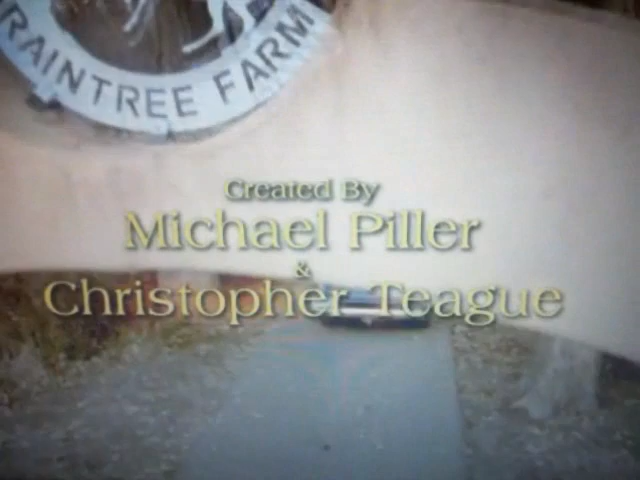 RAINTREE FARM
Created By
Michael Piller
&
Christopher Teague